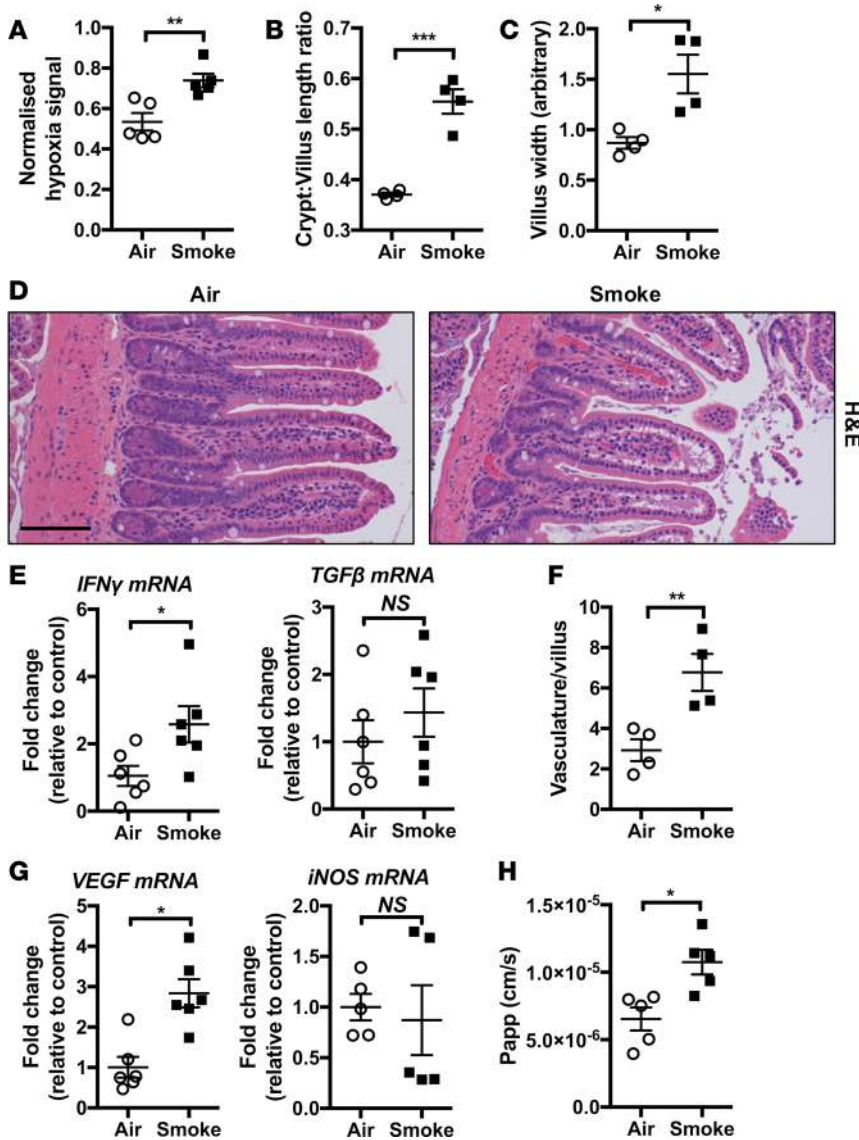 A
**
Normalised
hypoxia signal
1.0
0.8
0.6
0.4
0.2
0.0
Air Smoke
B
***
Crypt:Villus length ratio
0.7
0.6
0.5
0.4
0.3
Air Smoke
C
*
Villus width (arbitrary)
2.0
1.5
1.0
0.5
0.0
Air Smoke
D
Air
Smoke
H&E
E
IFNγ mRNA
*
Fold change
(relative to control)
6
4
2
0
Air Smoke
TGFβ mRNA
NS
Fold change
(relative to control)
3
2
1
0
Air Smoke
F
**
Vasculature/villus
10
8
6
4
2
0
Air Smoke
G
VEGF mRNA
*
Fold change
(relative to control)
5
4
3
2
1
0
Air Smoke
iNOS mRNA
NS
Fold change
(relative to control)
2.0
1.5
1.0
0.5
0.0
Air Smoke
H
*
Papp (cm/s)
1.5×10⁻⁵
1.0×10⁻⁵
5.0×10⁻⁶
0.0
Air Smoke